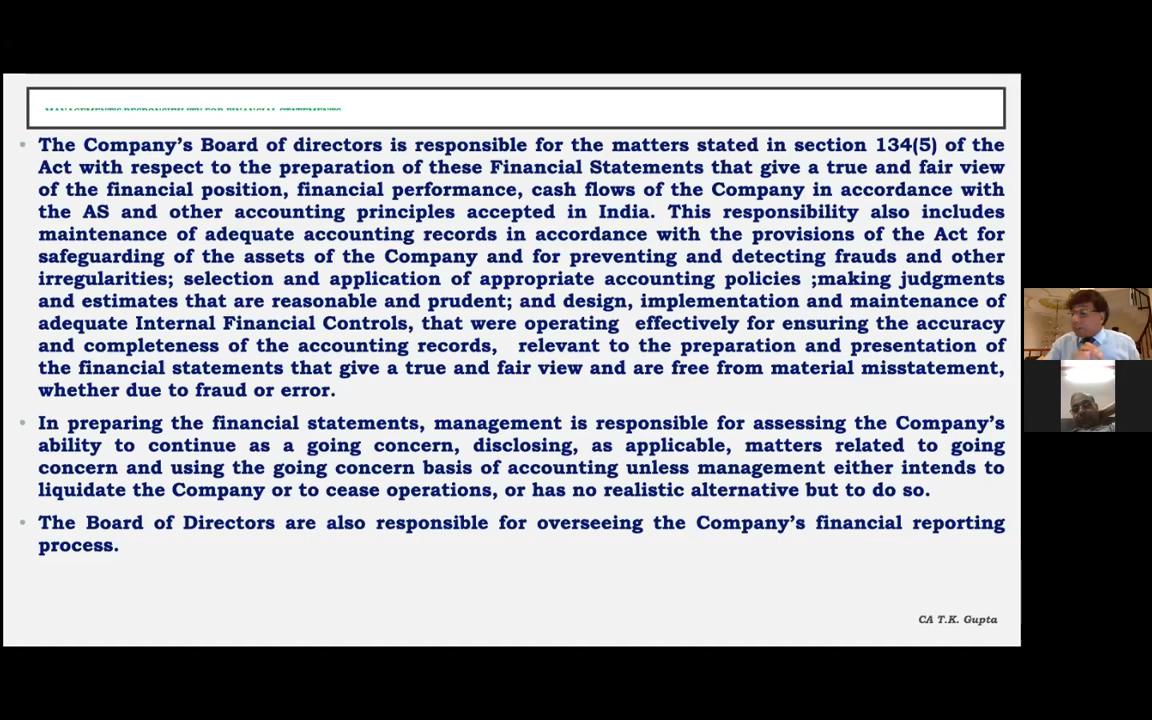 MANAGEMENT'S RESPONSIBILITY FOR FINANCIAL STATEMENTS
• The Company's Board of directors is responsible for the matters stated in section 134(5) of the
Act with respect to the preparation of these Financial Statements that give a true and fair view
of the financial position, financial performance, cash flows of the Company in accordance with
the AS and other accounting principles accepted in India. This responsibility also includes
maintenance of adequate accounting records in accordance with the provisions of the Act for
safeguarding of the assets of the Company and for preventing and detecting frauds and other
irregularities; selection and application of appropriate accounting policies ;making judgments
and estimates that are reasonable and prudent; and design, implementation and maintenance of
adequate Internal Financial Controls, that were operating  effectively for ensuring the accuracy
and completeness of the accounting records,  relevant to the preparation and presentation of
the financial statements that give a true and fair view and are free from material misstatement,
whether due to fraud or error.
• In preparing the financial statements, management is responsible for assessing the Company's
ability to continue as a going concern, disclosing, as applicable, matters related to going
concern and using the going concern basis of accounting unless management either intends to
liquidate the Company or to cease operations, or has no realistic alternative but to do so.
• The Board of Directors are also responsible for overseeing the Company's financial reporting
process.
CA T.K. Gupta